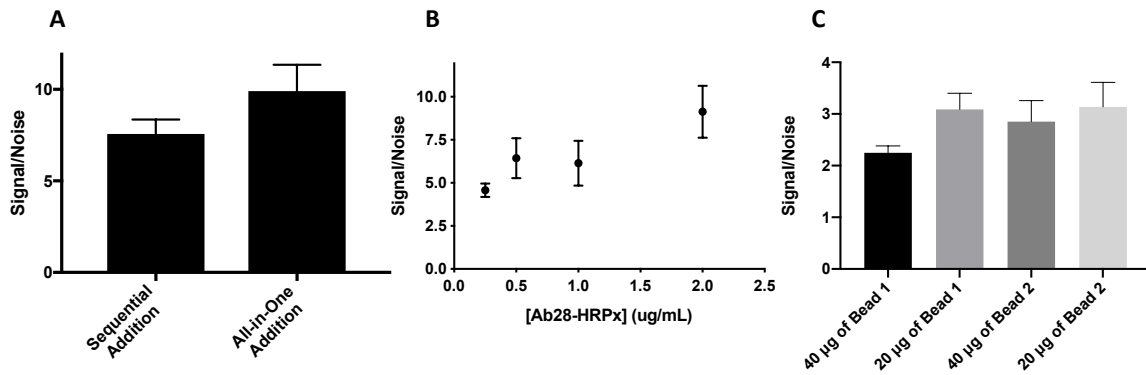 A
Signal/Noise
10
5
0
Sequential
Addition
All-in-One
Addition
B
Signal/Noise
10.0
7.5
5.0
2.5
0.0
0.0 0.5 1.0 1.5 2.0 2.5
[Ab28-HRPx] (ug/mL)
C
Signal/Noise
4
3
2
1
0
40 µg of Bead 1
20 µg of Bead 1
40 µg of Bead 2
20 µg of Bead 2